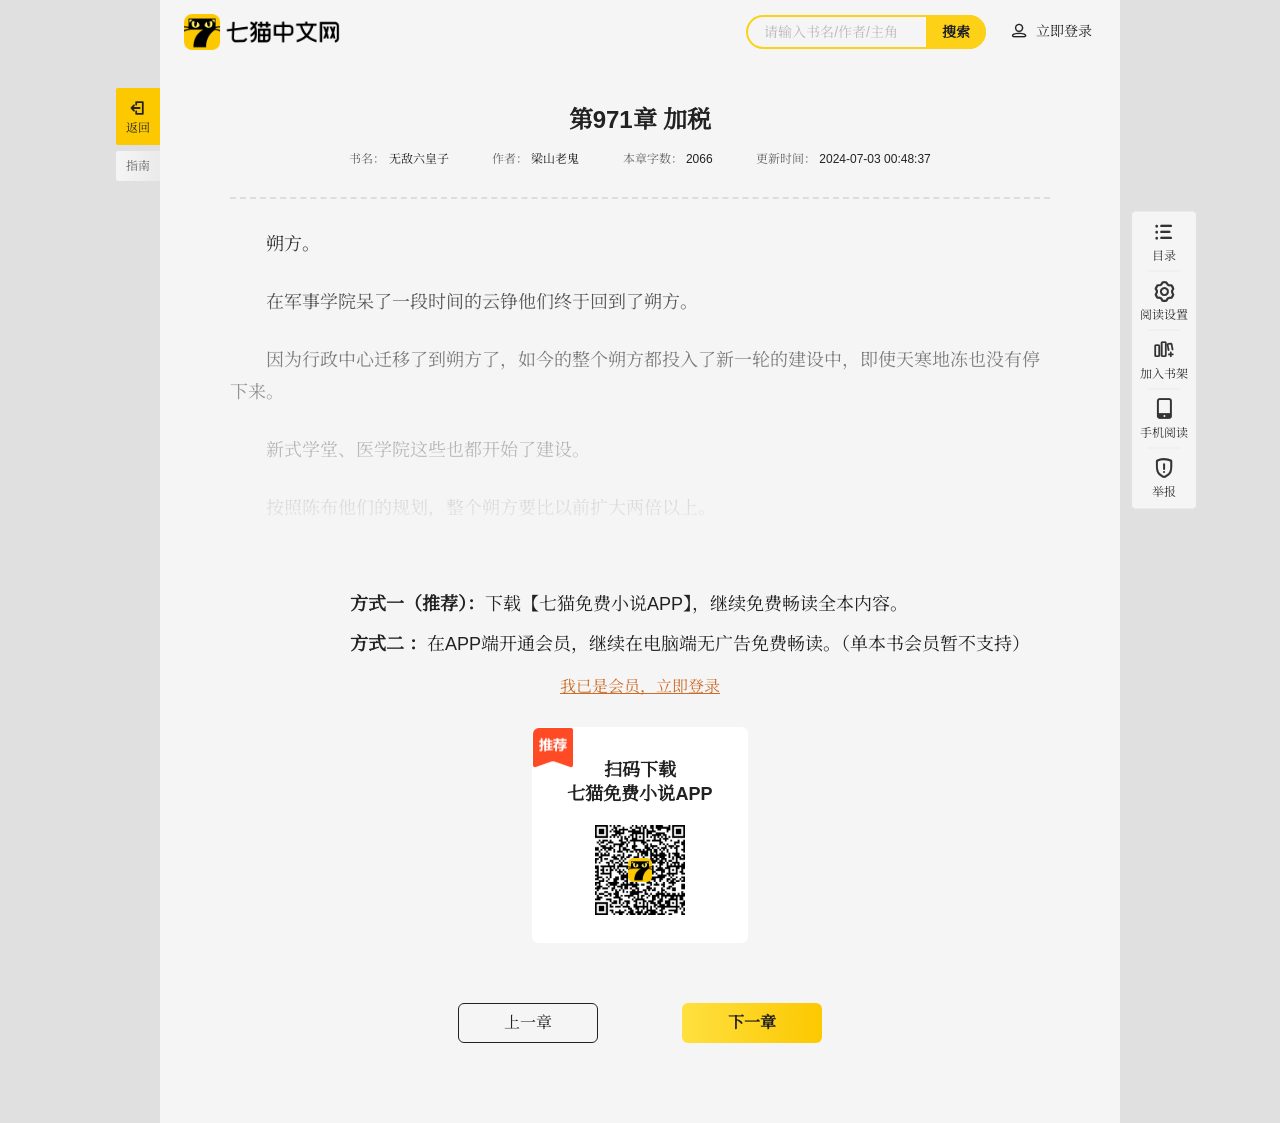 七猫中文网
请输入书名/作者/主角
搜索
立即登录
返回
指南
第971章 加税
书名： 无敌六皇子 作者： 梁山老鬼 本章字数： 2066 更新时间： 2024-07-03 00:48:37
朔方。
在军事学院呆了一段时间的云铮他们终于回到了朔方。
因为行政中心迁移了到朔方了，如今的整个朔方都投入了新一轮的建设中，即使天寒地冻也没有停
下来。
新式学堂、医学院这些也都开始了建设。
按照陈布他们的规划，整个朔方要比以前扩大两倍以上。
目录
阅读设置
加入书架
手机阅读
举报
方式一（推荐）：下载【七猫免费小说APP】，继续免费畅读全本内容。
方式二 ：在APP端开通会员，继续在电脑端无广告免费畅读。（单本书会员暂不支持）
我已是会员，立即登录
推荐
扫码下载
七猫免费小说APP
上一章
下一章